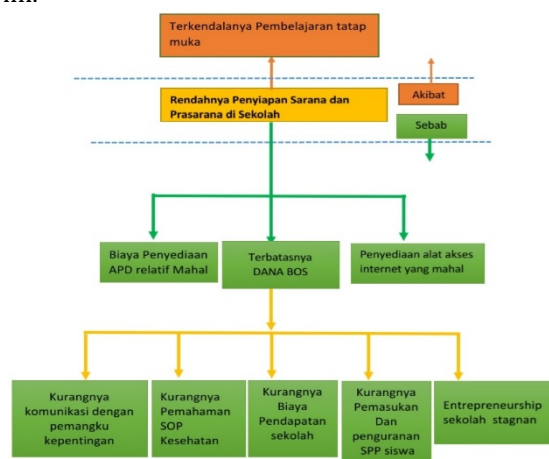 Terkendalanya Pembelajaran tatap
muka
Rendahnya Penyiapan Sarana dan
Prasarana di Sekolah
Akibat
Sebab
Biaya Penyediaan
APD relatif Mahal
Terbatasnya
DANA BOS
Penyediaan alat akses
internet yang mahal
Kurangnya
komunikasi dengan
pemangku
kepentingan
Kurangnya
Pemahaman
SOP
Kesehatan
Kurangnya
Biaya
Pendapatan
sekolah
Kurangnya
Pemasukan
Dan
penguranan
SPP siswa
Entrepreneurship
sekolah stagnan